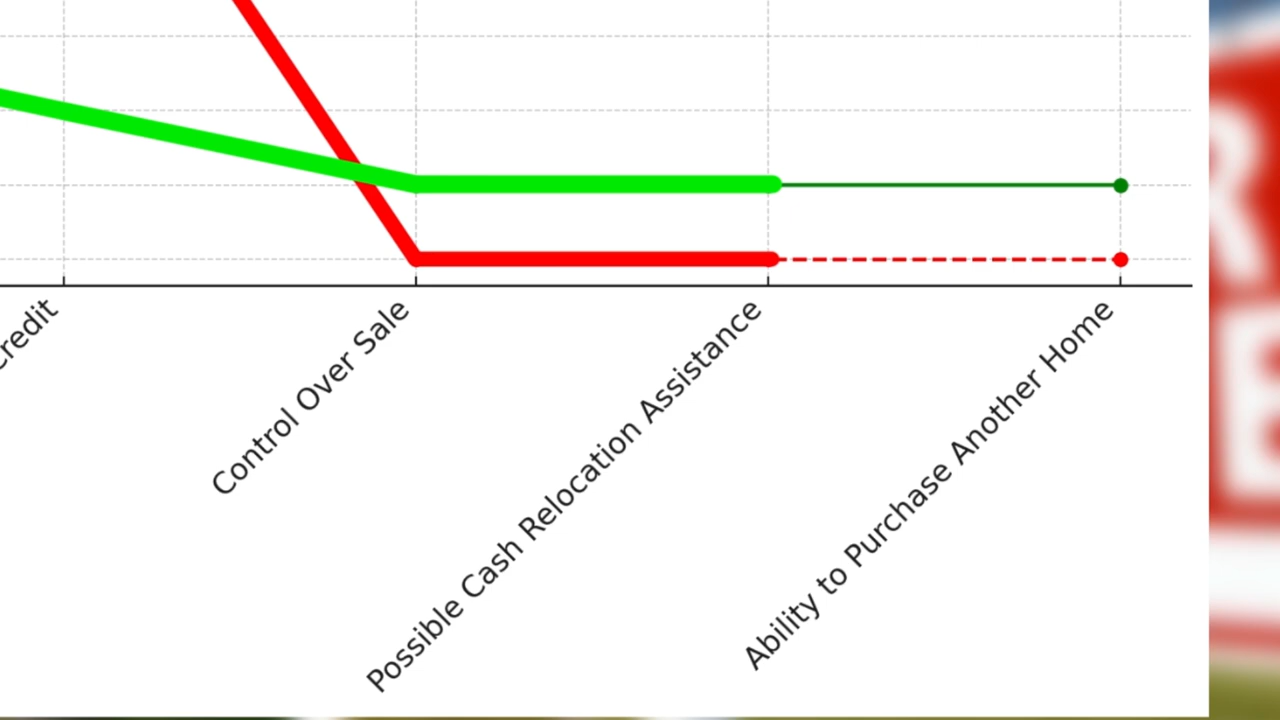 Control Over Sale
Possible Cash Relocation Assistance
Ability to Purchase Another Home
R
E